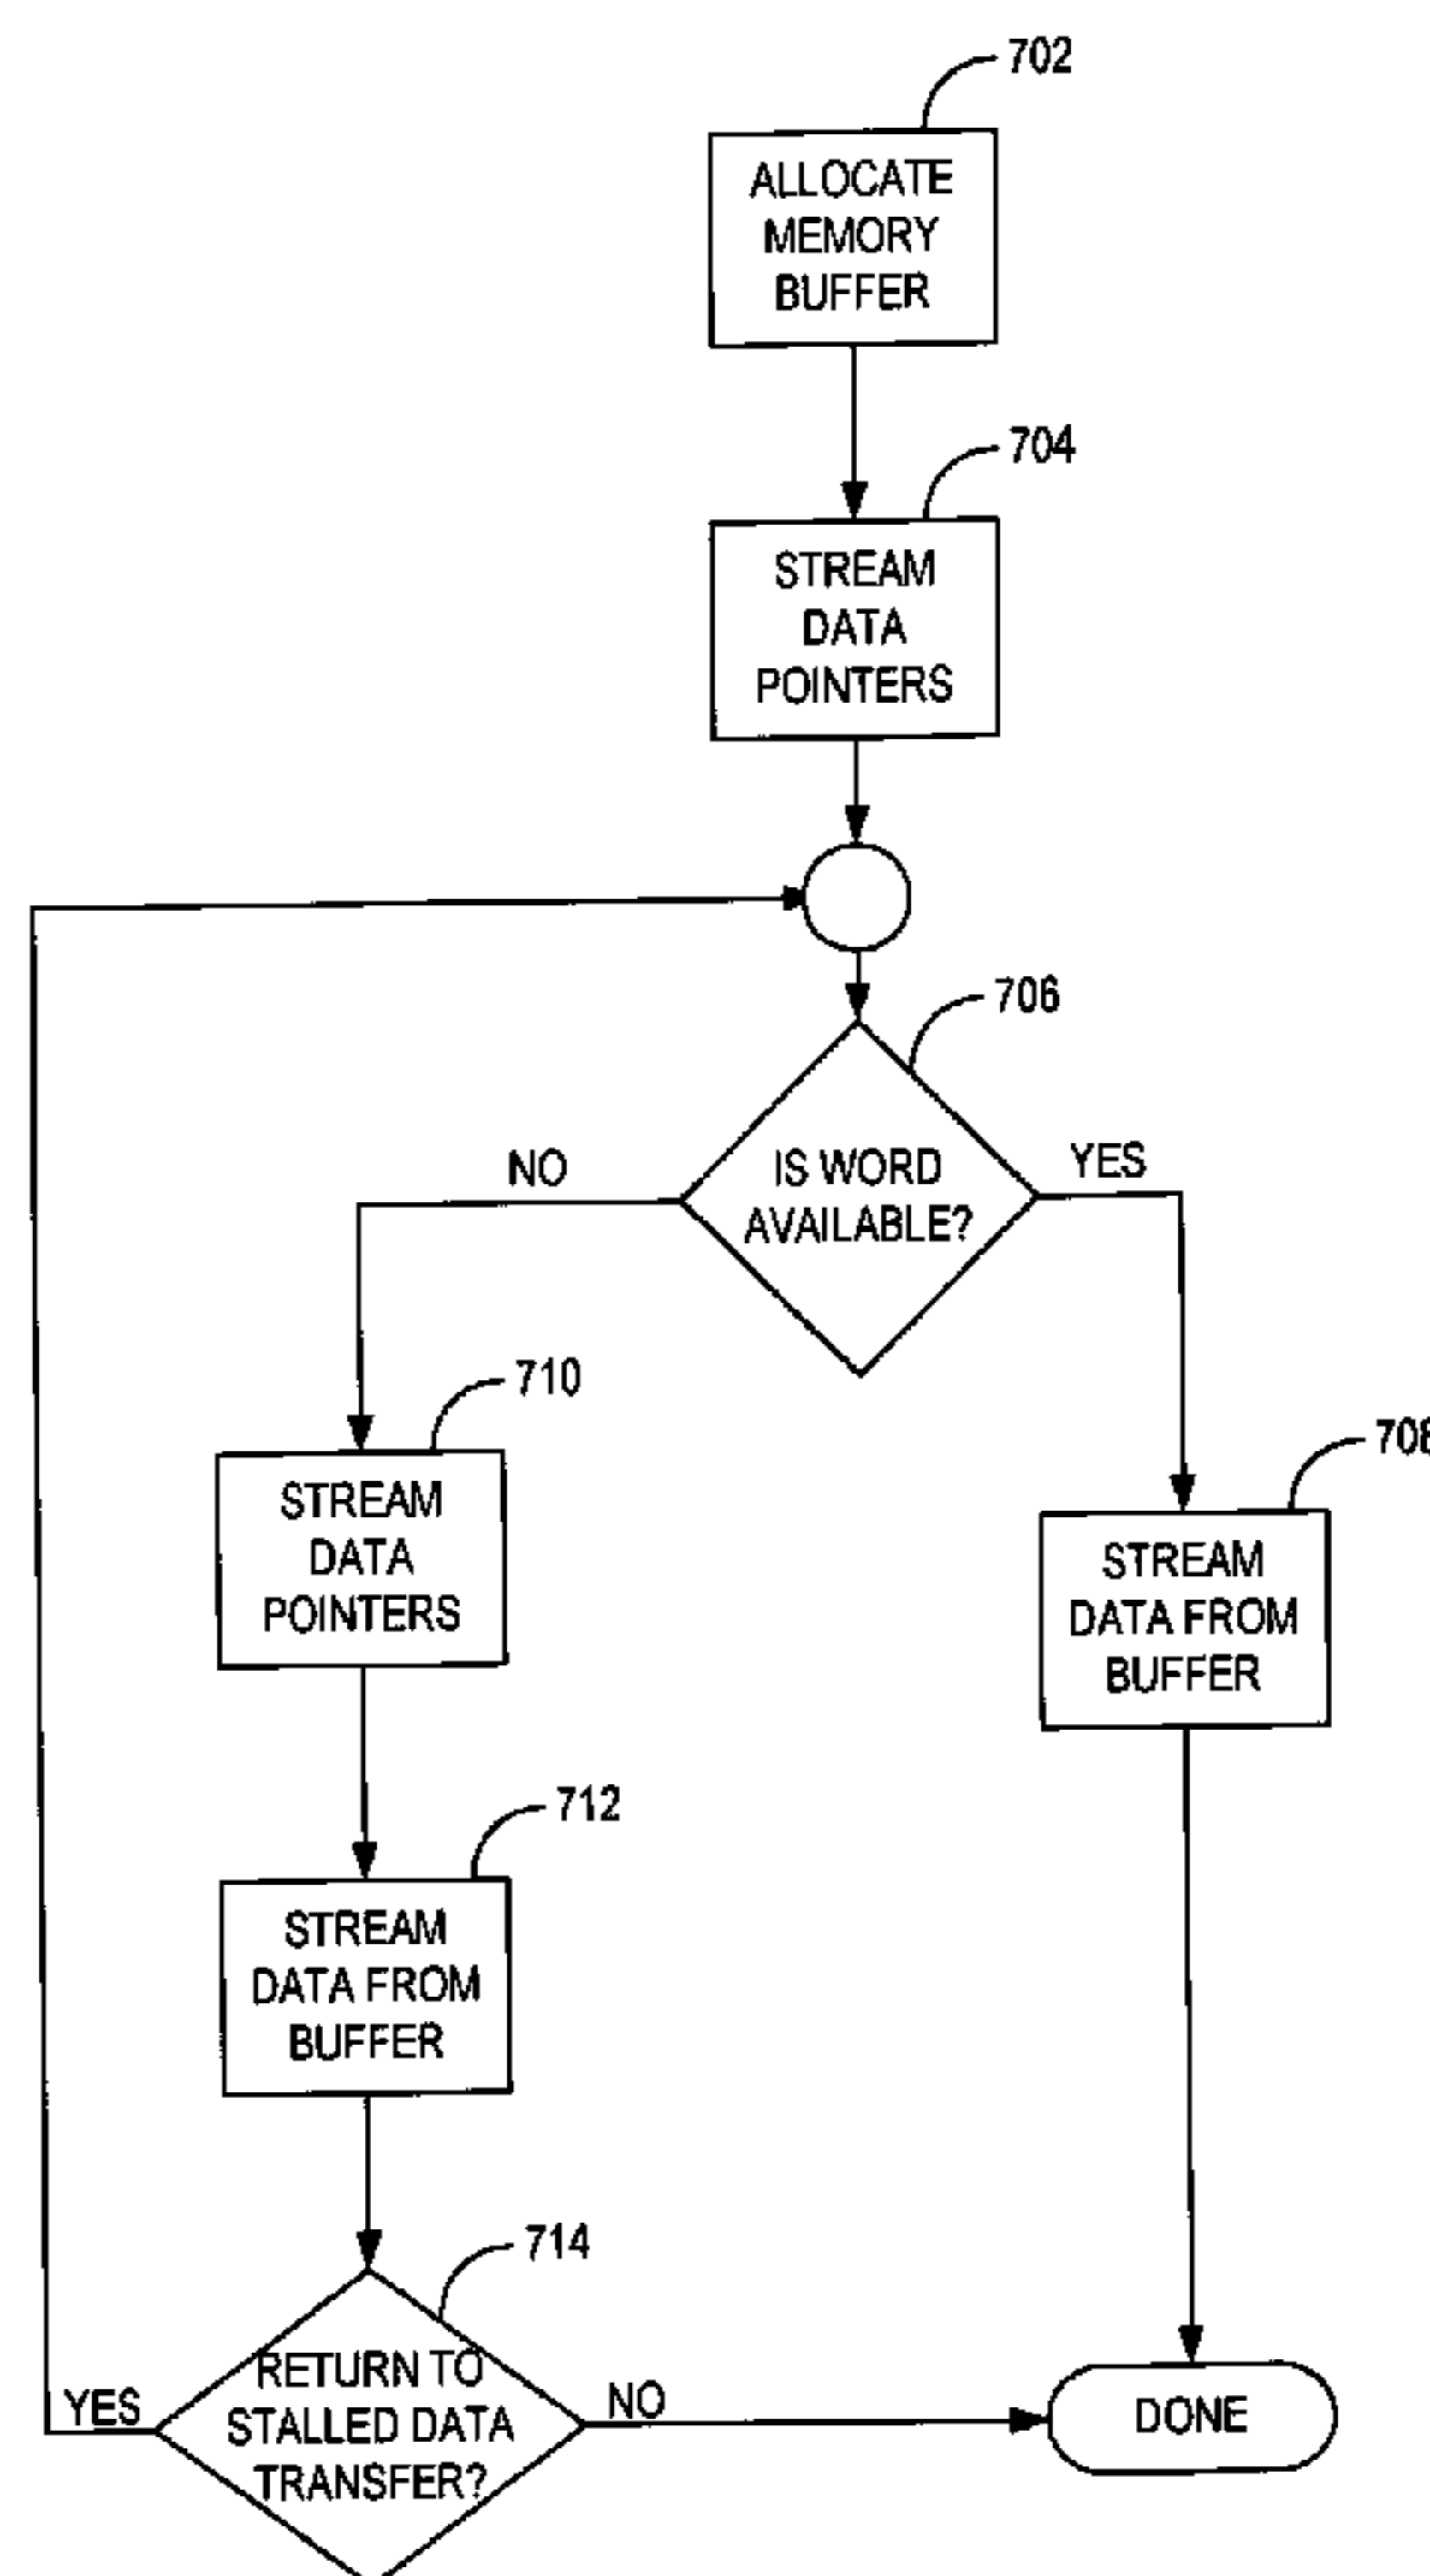 702
ALLOCATE
MEMORY
BUFFER
704
STREAM
DATA
POINTERS
706
IS WORD
AVAILABLE?
NO
YES
710
STREAM
DATA
POINTERS
708
STREAM
DATA FROM
BUFFER
712
STREAM
DATA FROM
BUFFER
714
RETURN TO
STALLED DATA
TRANSFER?
YES
NO
DONE